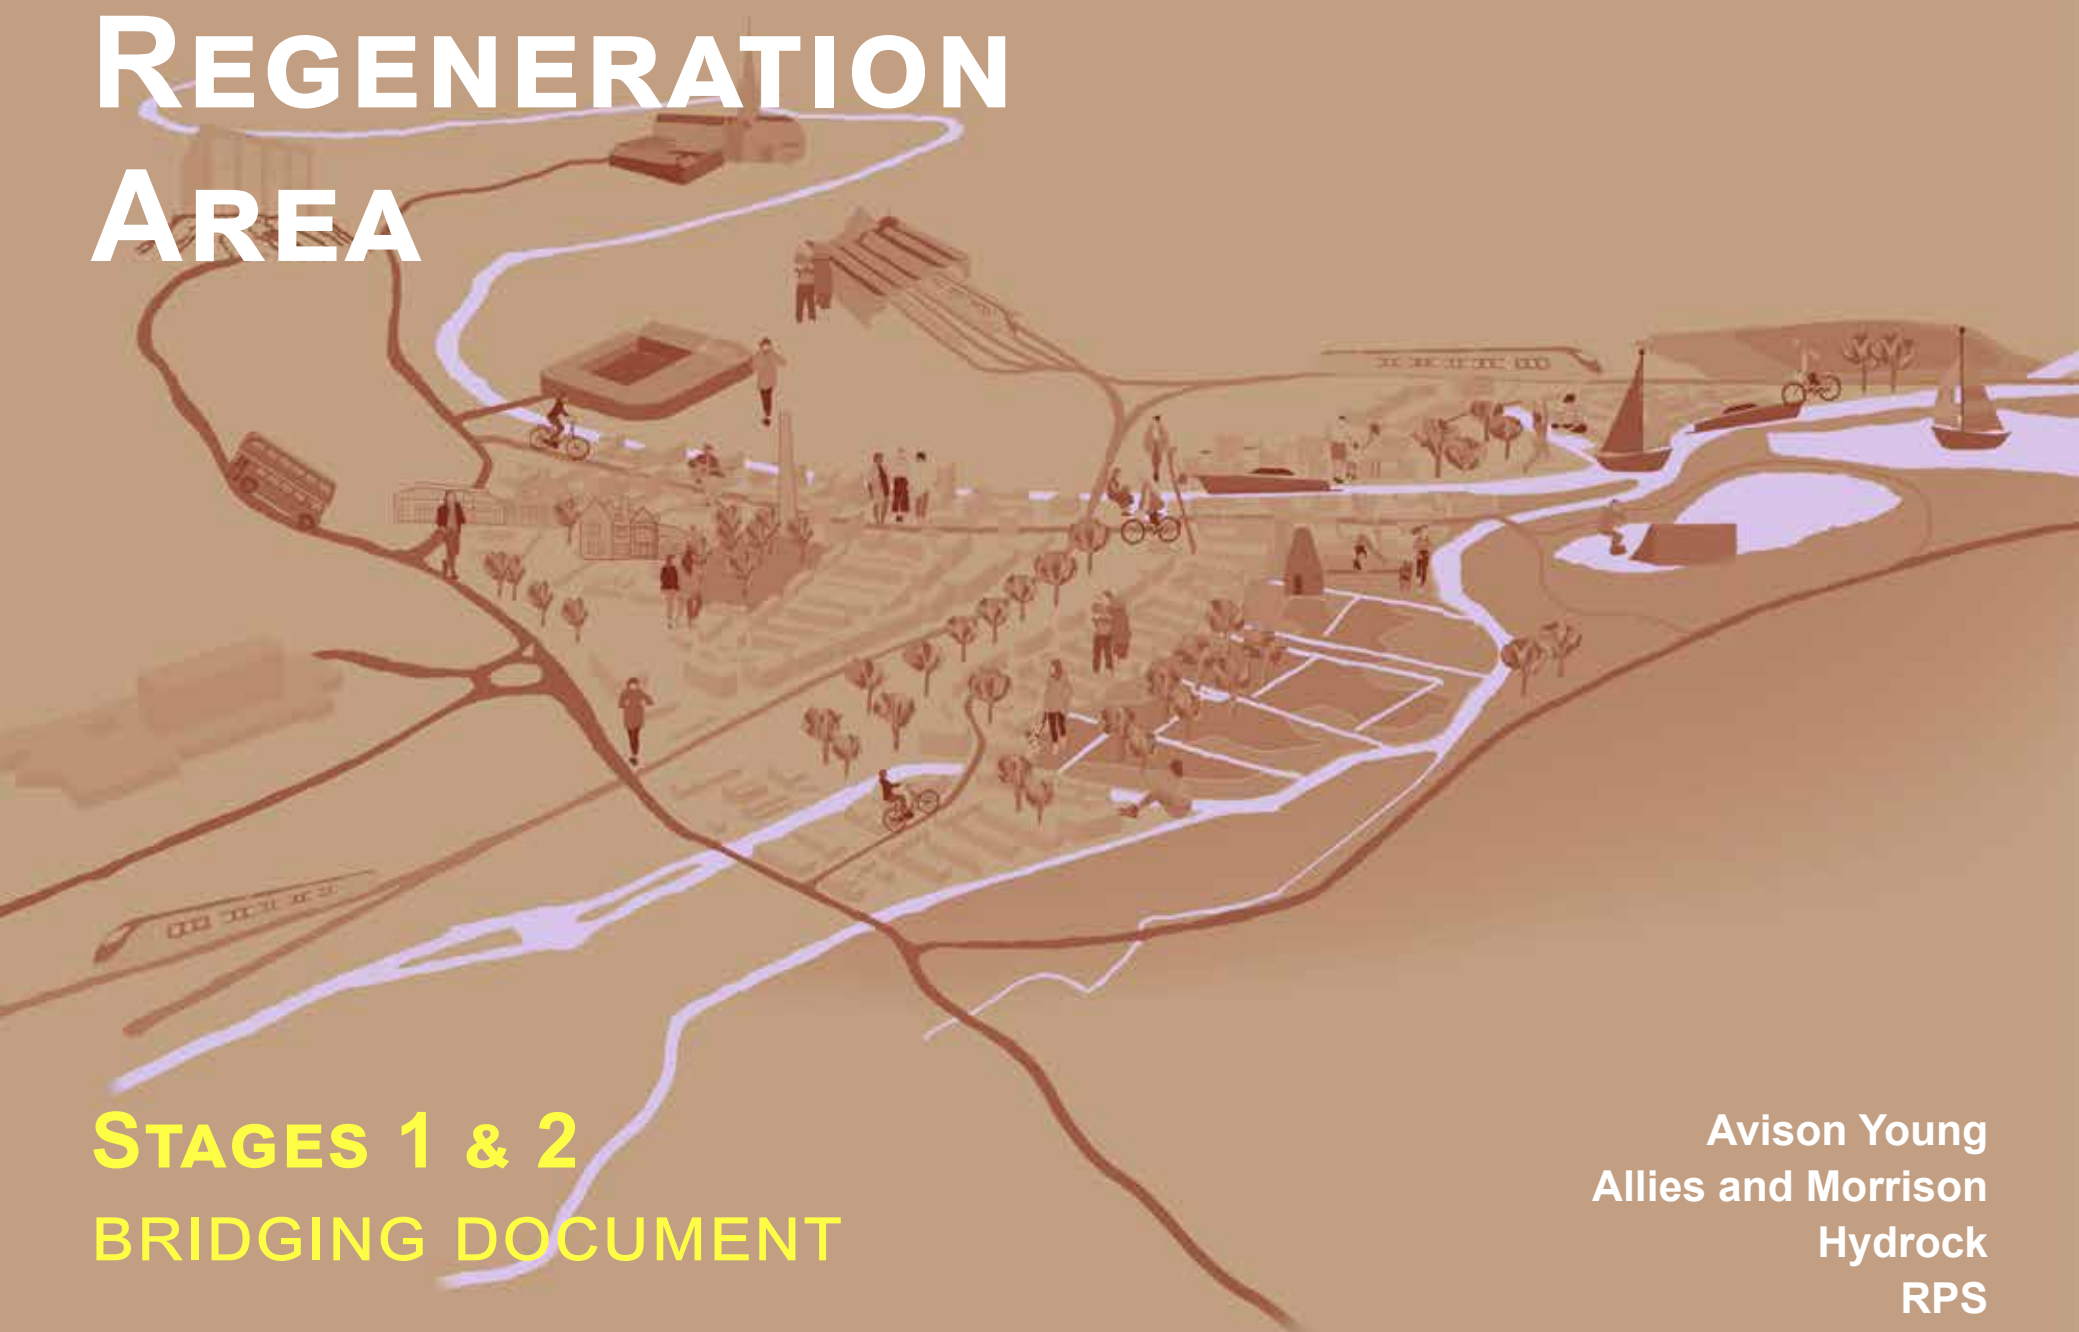 REGENERATION
AREA
STAGES 1 & 2
BRIDGING DOCUMENT
Avison Young
Allies and Morrison
Hydrock
RPS